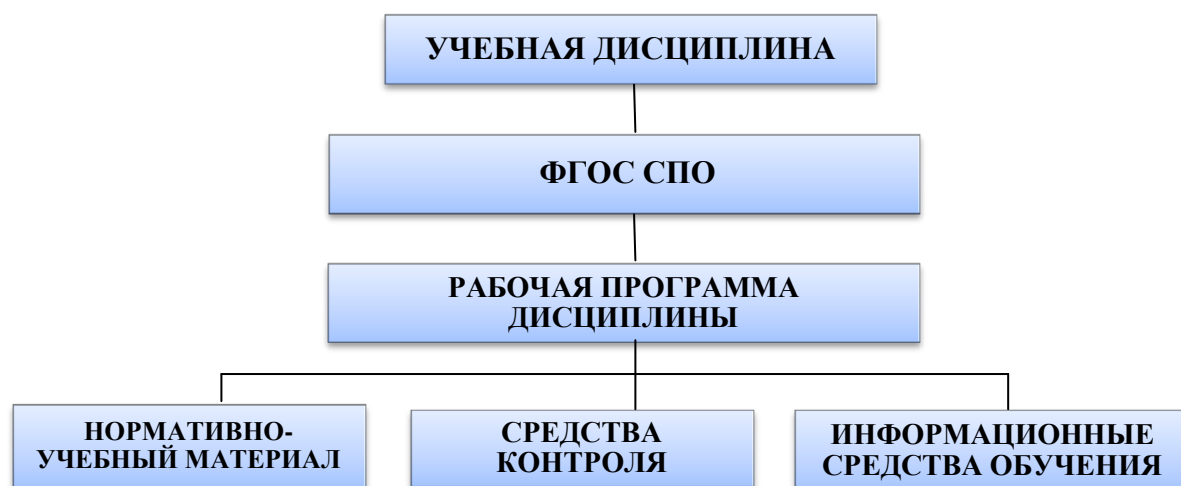 УЧЕБНАЯ ДИСЦИПЛИНА
ФГОС СПО
РАБОЧАЯ ПРОГРАММА
ДИСЦИПЛИНЫ
НОРМАТИВНО-
УЧЕБНЫЙ МАТЕРИАЛ
СРЕДСТВА
КОНТРОЛЯ
ИНФОРМАЦИОННЫЕ
СРЕДСТВА ОБУЧЕНИЯ